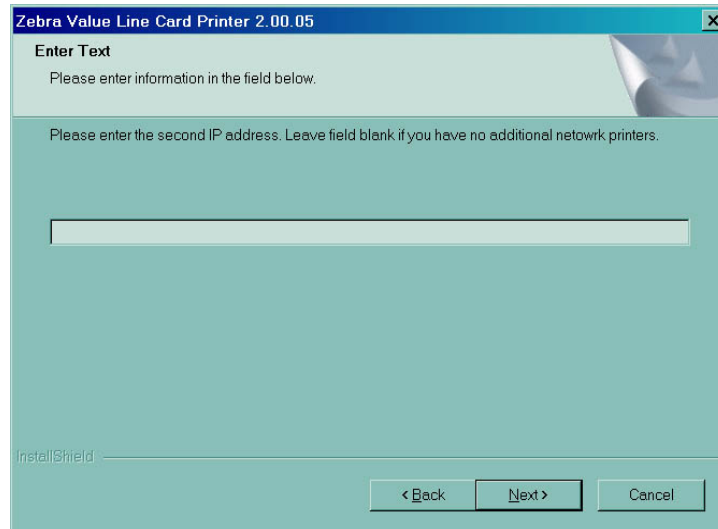 Zebra Value Line Card Printer 2.00.05
Enter Text
Please enter information in the field below.
Please enter the second IP address. Leave field blank if you have no additional netowrk printers.
InstallShield
< Back Next > Cancel